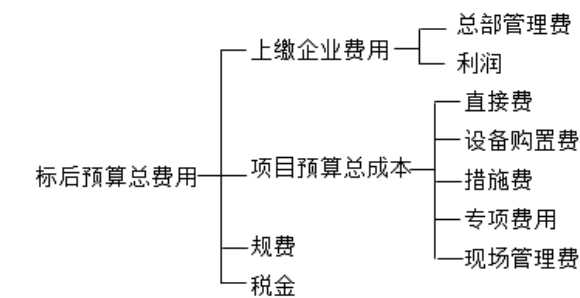 标后预算总费用
上缴企业费用
总部管理费
利润
项目预算总成本
直接费
设备购置费
措施费
专项费用
现场管理费
规费
税金